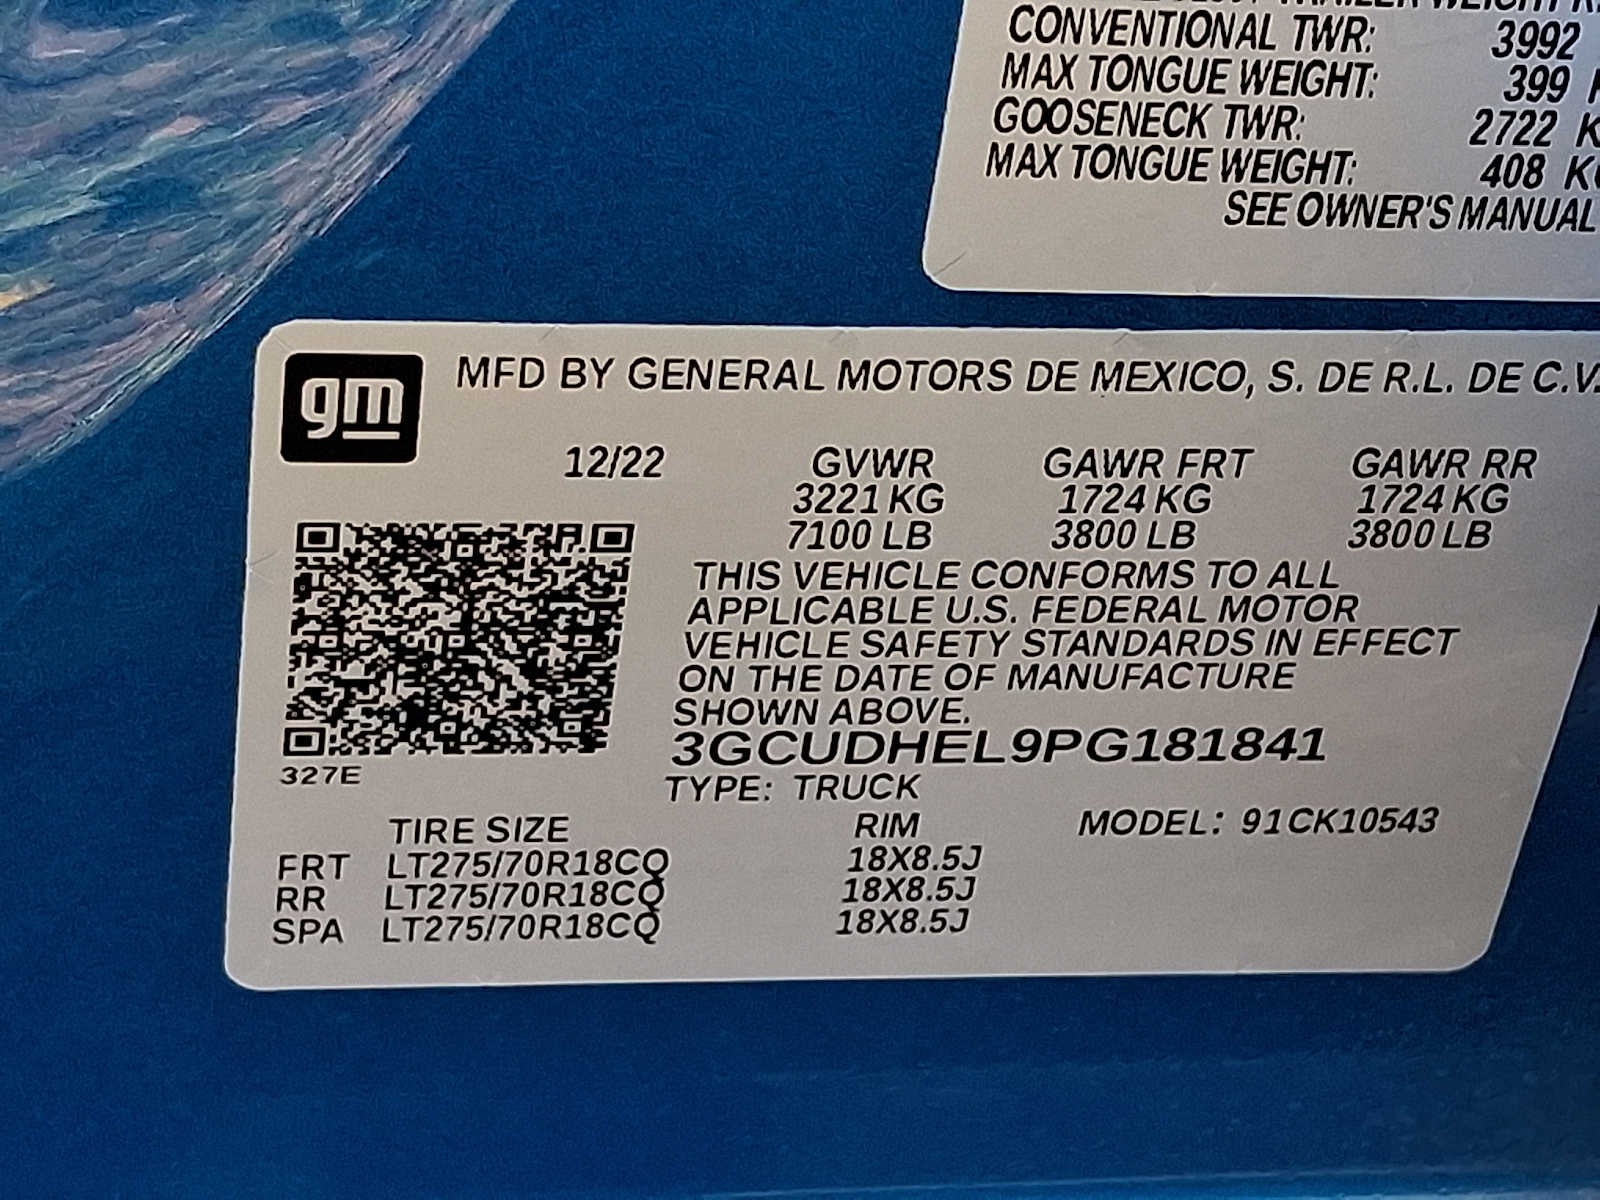 CONVENTIONAL TWR: 3992
MAX TONGUE WEIGHT: 399
GOOSENECK TWR: 2722
MAX TONGUE WEIGHT: 408
SEE OWNER'S MANUAL
gm
MFD BY GENERAL MOTORS DE MEXICO, S. DE R.L. DE C.V.
12/22 GVWR GAWR FRT GAWR RR
3221 KG 1724 KG 1724 KG
7100 LB 3800 LB 3800 LB
THIS VEHICLE CONFORMS TO ALL
APPLICABLE U.S. FEDERAL MOTOR
VEHICLE SAFETY STANDARDS IN EFFECT
ON THE DATE OF MANUFACTURE
SHOWN ABOVE.
3GCUDHEL9PG181841
327E
TYPE: TRUCK
TIRE SIZE RIM MODEL: 91CK10543
FRT LT275/70R18CQ 18X8.5J
RR LT275/70R18CQ 18X8.5J
SPA LT275/70R18CQ 18X8.5J